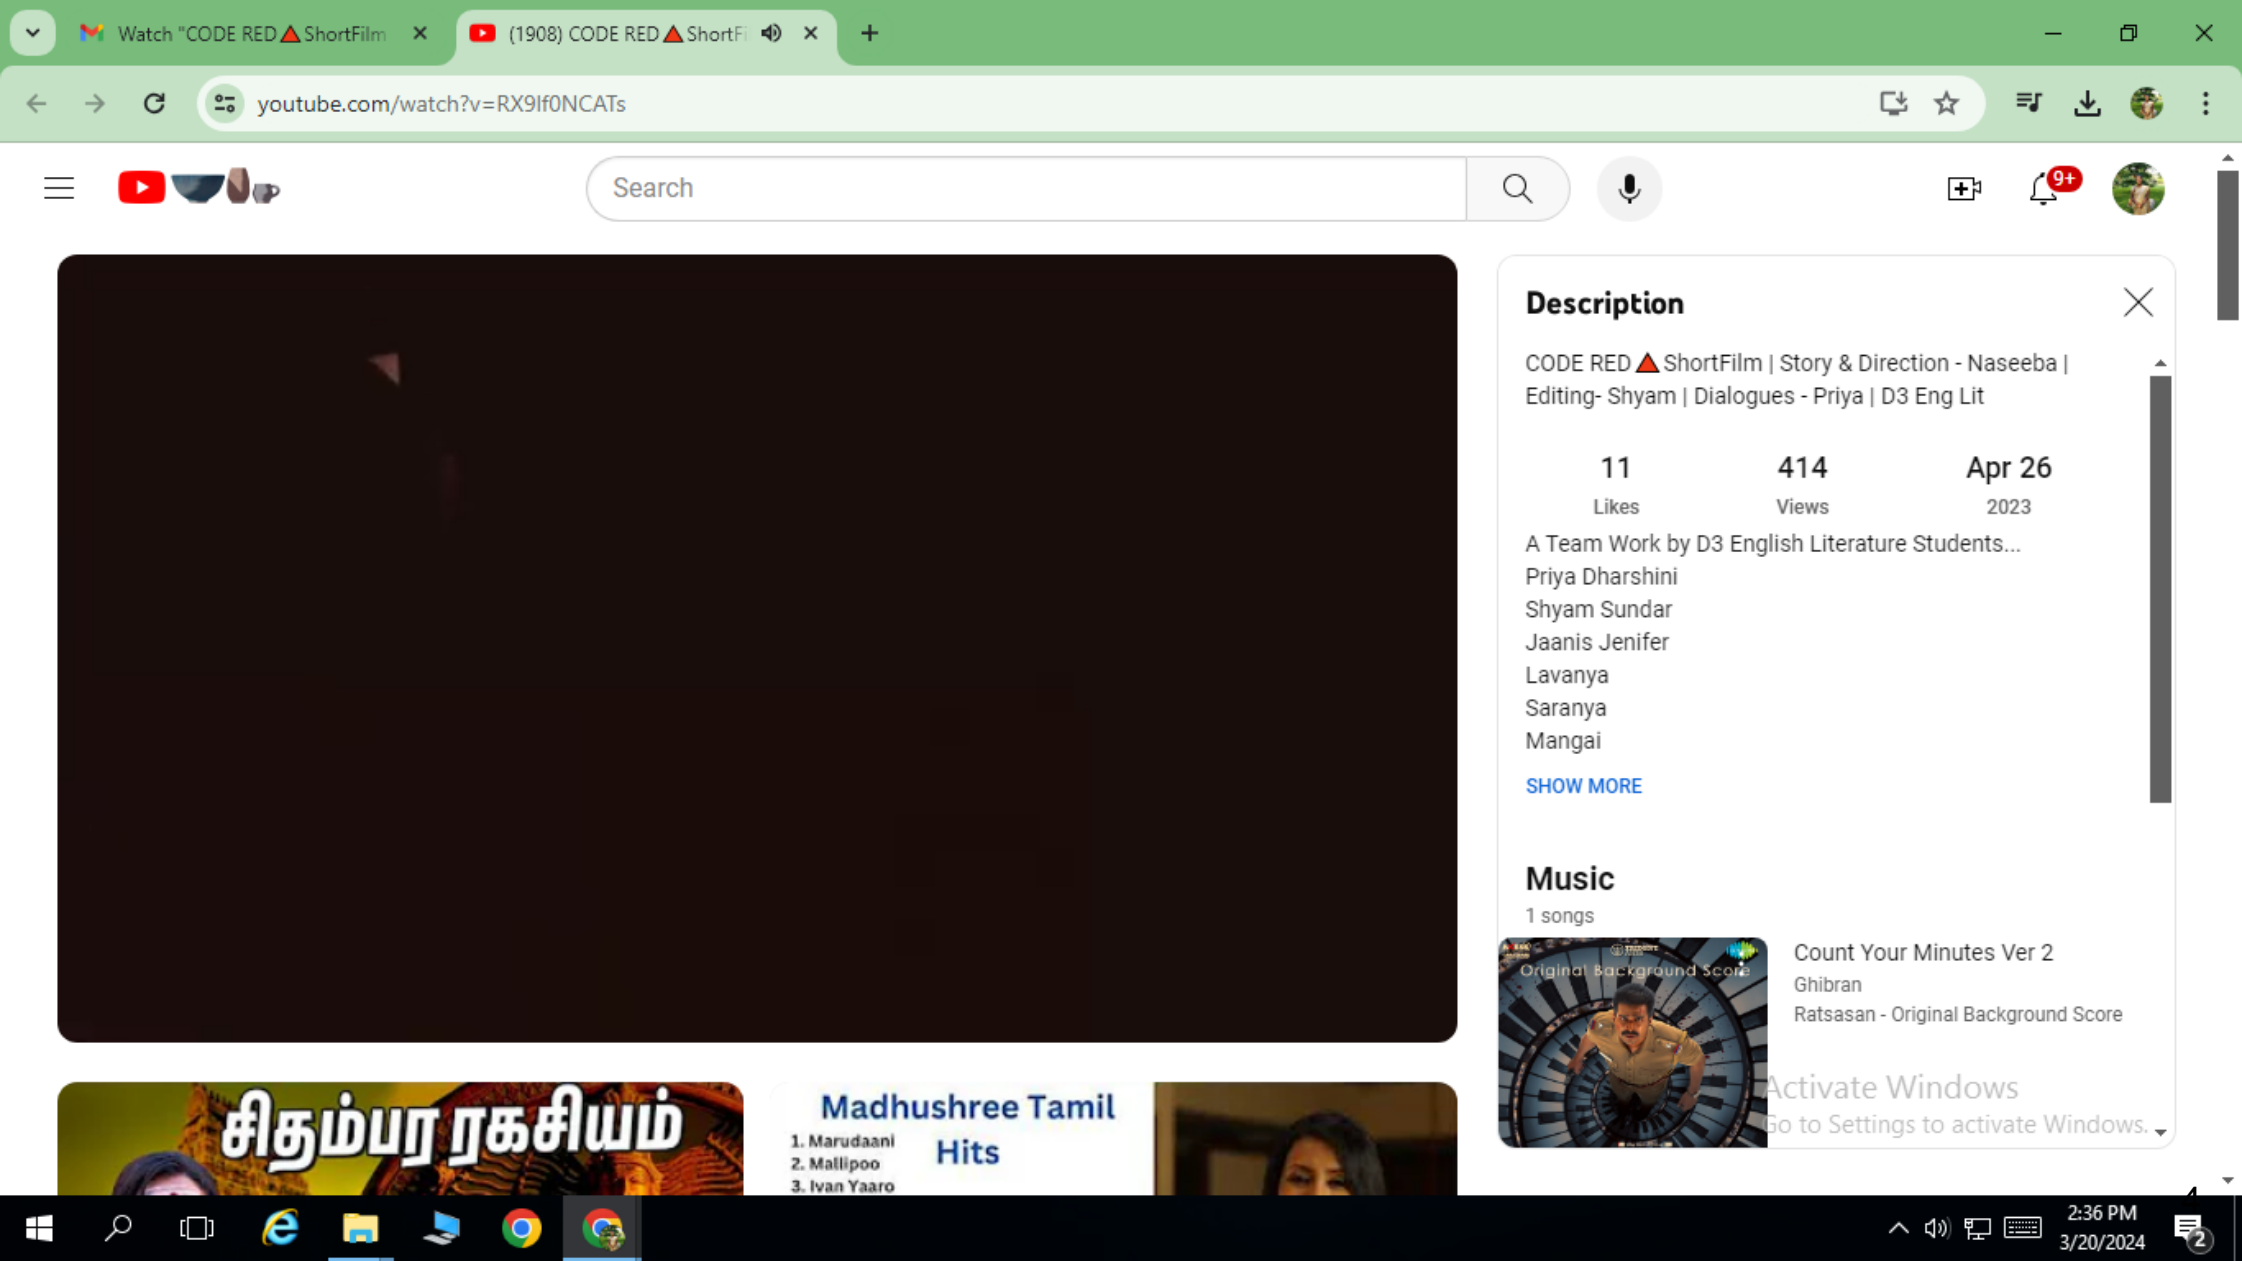 Watch "CODE RED🔺ShortFilm
(1908) CODE RED🔺ShortFi
youtube.com/watch?v=RX9If0NCATs
Search
9+
Description
CODE RED🔺ShortFilm | Story & Direction - Naseeba |
Editing- Shyam | Dialogues - Priya | D3 Eng Lit
11
Likes
414
Views
Apr 26
2023
A Team Work by D3 English Literature Students...
Priya Dharshini
Shyam Sundar
Jaanis Jenifer
Lavanya
Saranya
Mangai
SHOW MORE
Music
1 songs
Original Background Score
Count Your Minutes Ver 2
Ghibran
Ratsasan - Original Background Score
Activate Windows
Go to Settings to activate Windows.
சிதம்பர ரகசியம்
Madhushree Tamil
Hits
1. Marudaani
2. Mallipoo
3. Ivan Yaaro
2:36 PM
3/20/2024
2